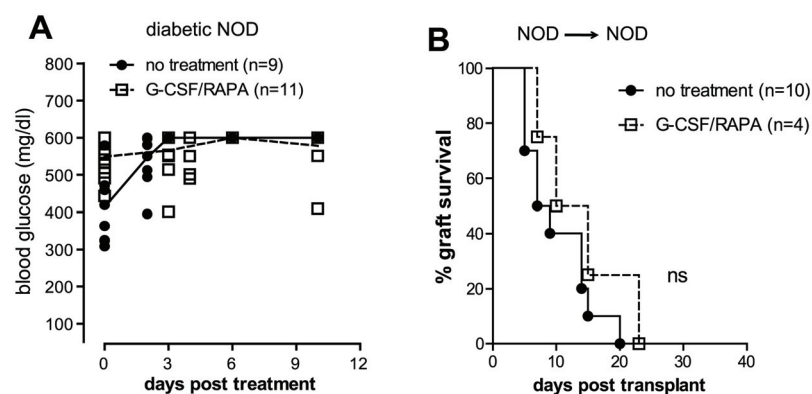 A
diabetic NOD
no treatment (n=9)
G-CSF/RAPA (n=11)
blood glucose (mg/dl)
800
700
600
500
400
300
200
100
0
3
6
9
12
days post treatment
B
NOD → NOD
no treatment (n=10)
G-CSF/RAPA (n=4)
% graft survival
100
80
60
40
20
0
ns
0
10
20
30
40
days post transplant